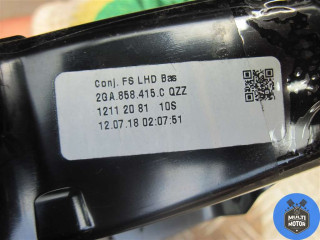 Conj. FS LHD Bas
2GA.858.415.C QZZ
1211 20 81 10S
12.07.18 02:07:51
MULTI
MOTOR